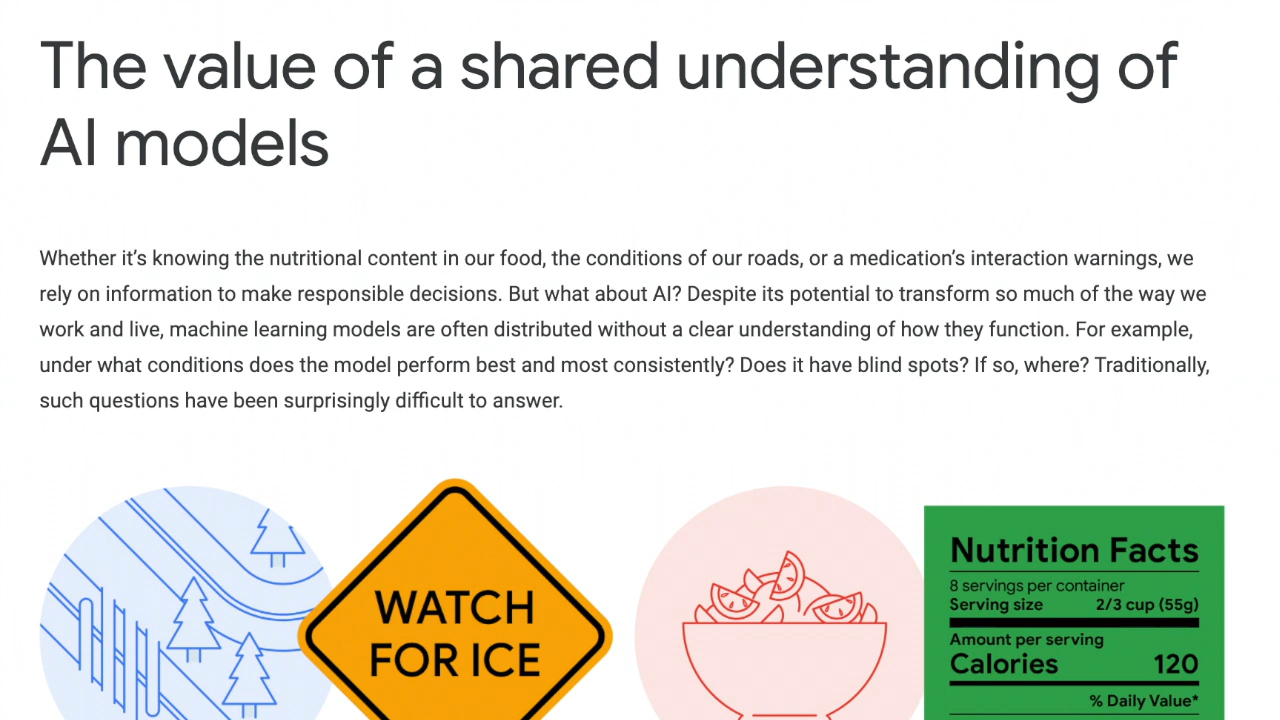 The value of a shared understanding of
AI models
Whether it’s knowing the nutritional content in our food, the conditions of our roads, or a medication’s interaction warnings, we
rely on information to make responsible decisions. But what about AI? Despite its potential to transform so much of the way we
work and live, machine learning models are often distributed without a clear understanding of how they function. For example,
under what conditions does the model perform best and most consistently? Does it have blind spots? If so, where? Traditionally,
such questions have been surprisingly difficult to answer.
WATCH
FOR ICE
Nutrition Facts
8 servings per container
Serving size 2/3 cup (55g)
Amount per serving
Calories 120
% Daily Value*